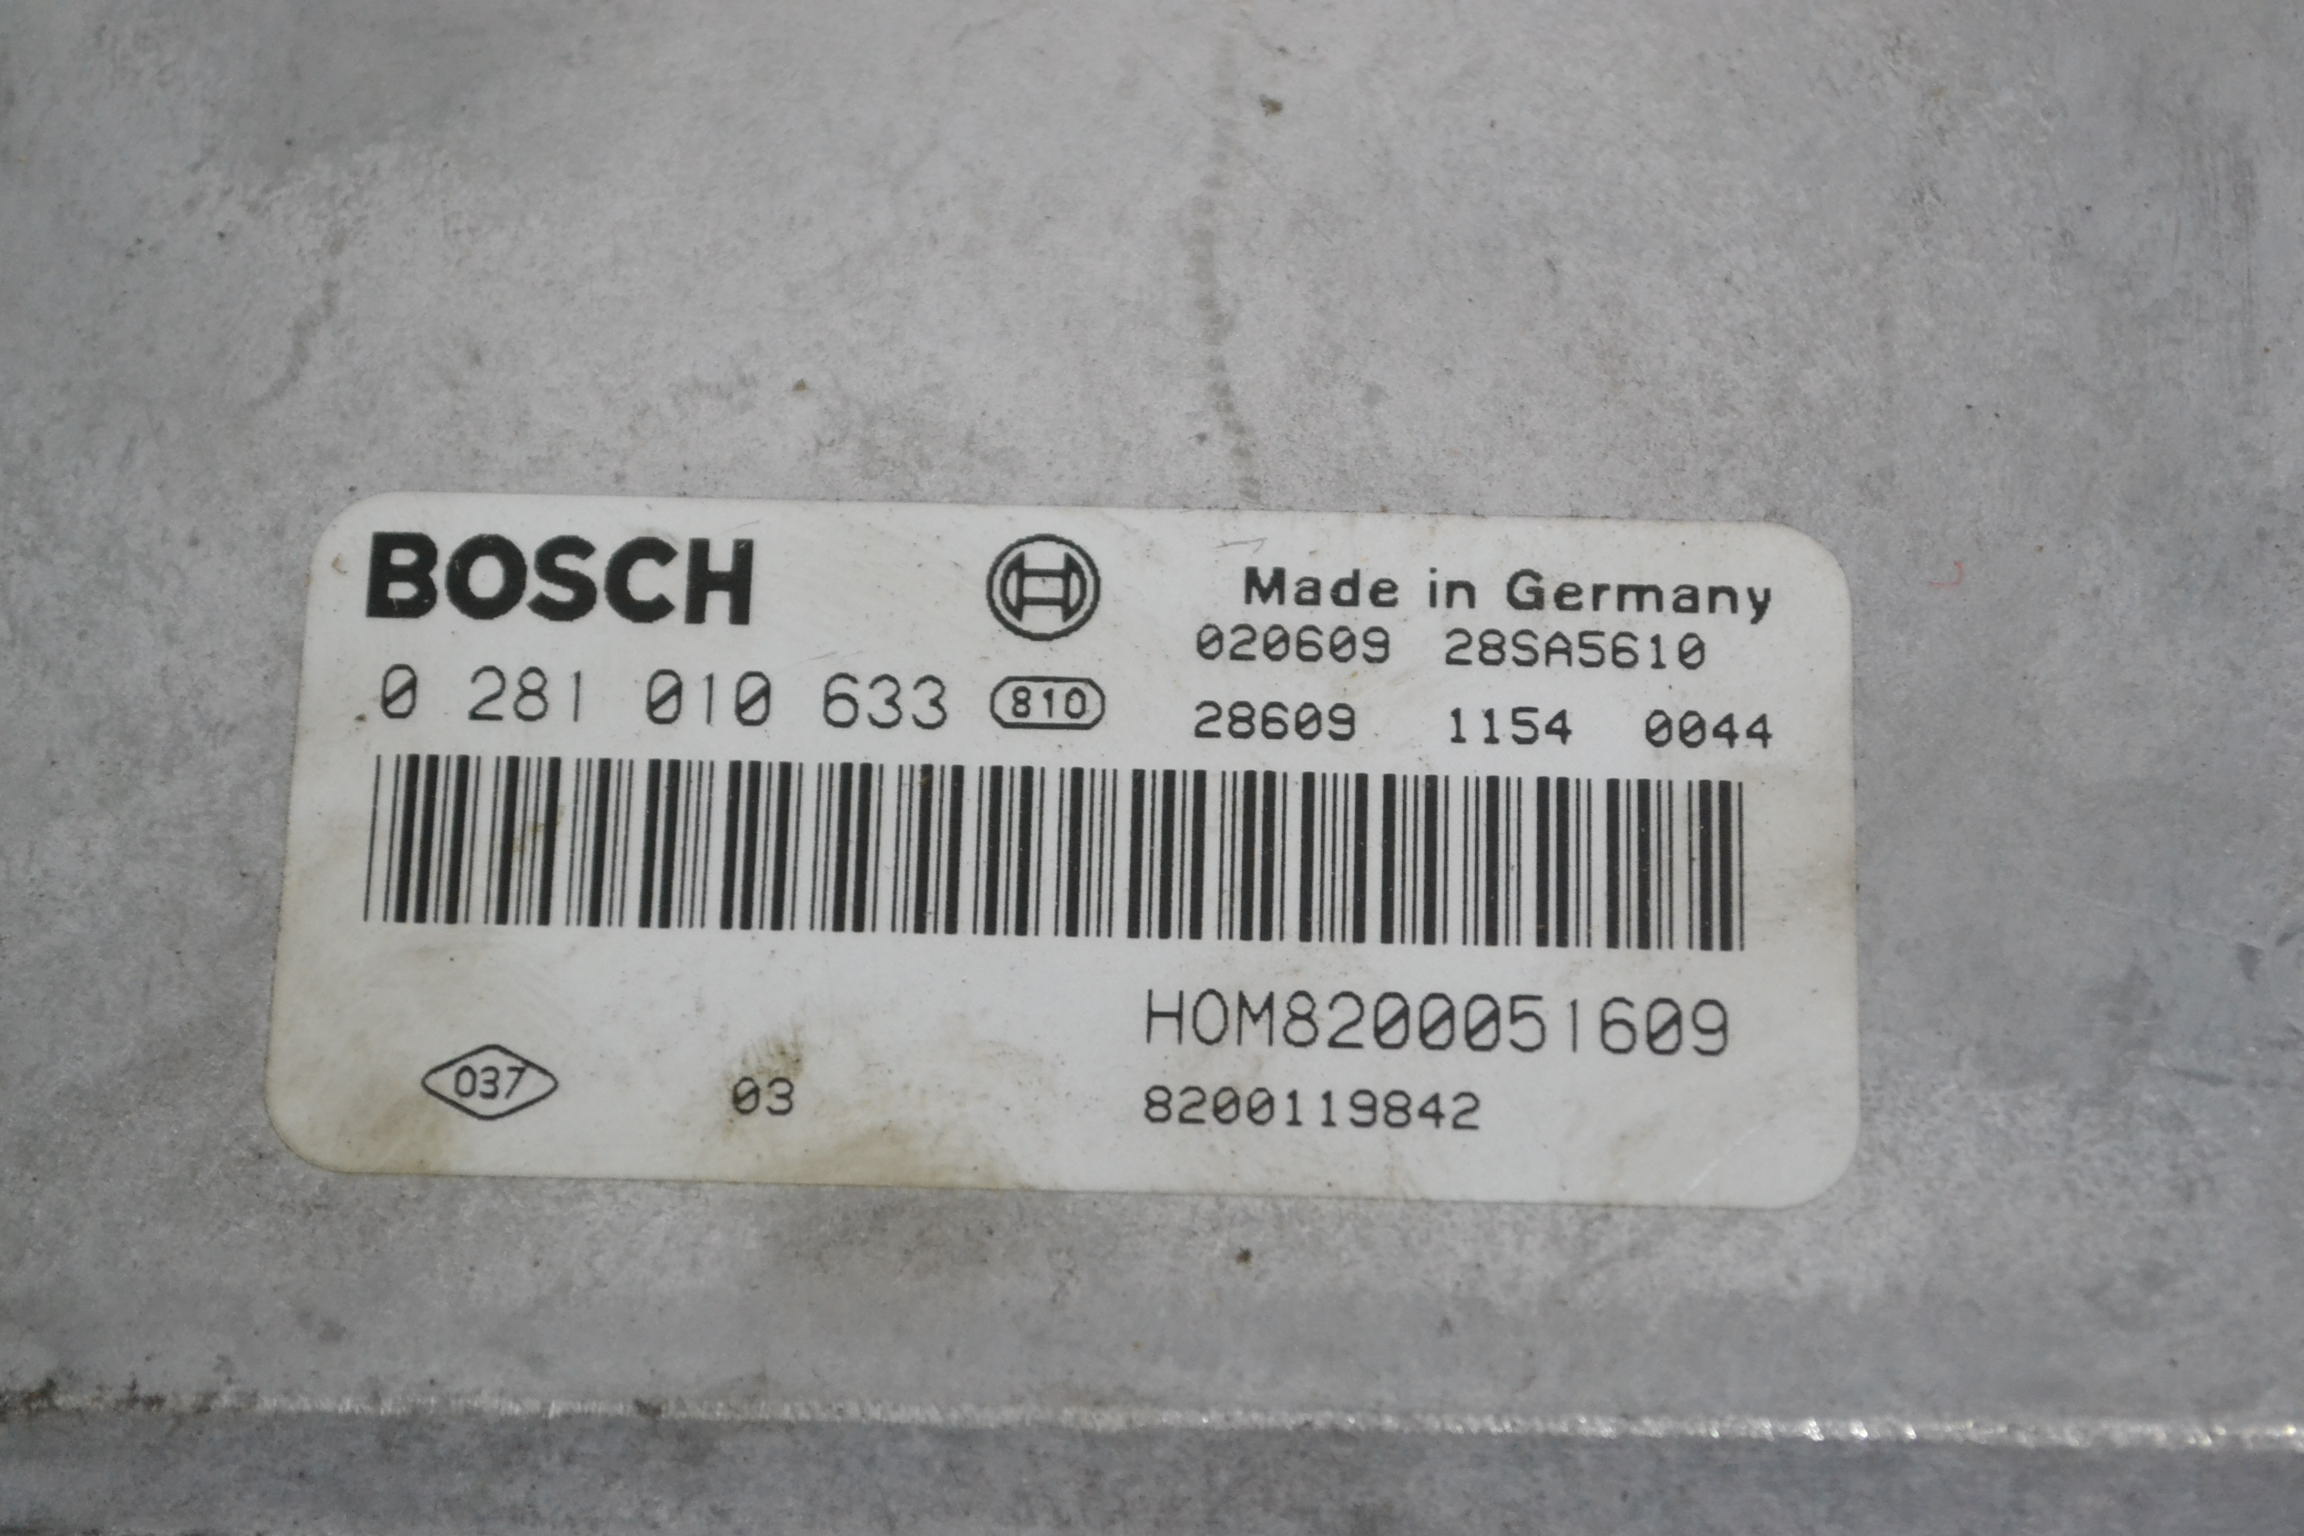 BOSCH
Made in Germany
020609 28SA5610
0 281 010 633 810
28609 1154 0044
HOM8200051609
037 03 8200119842